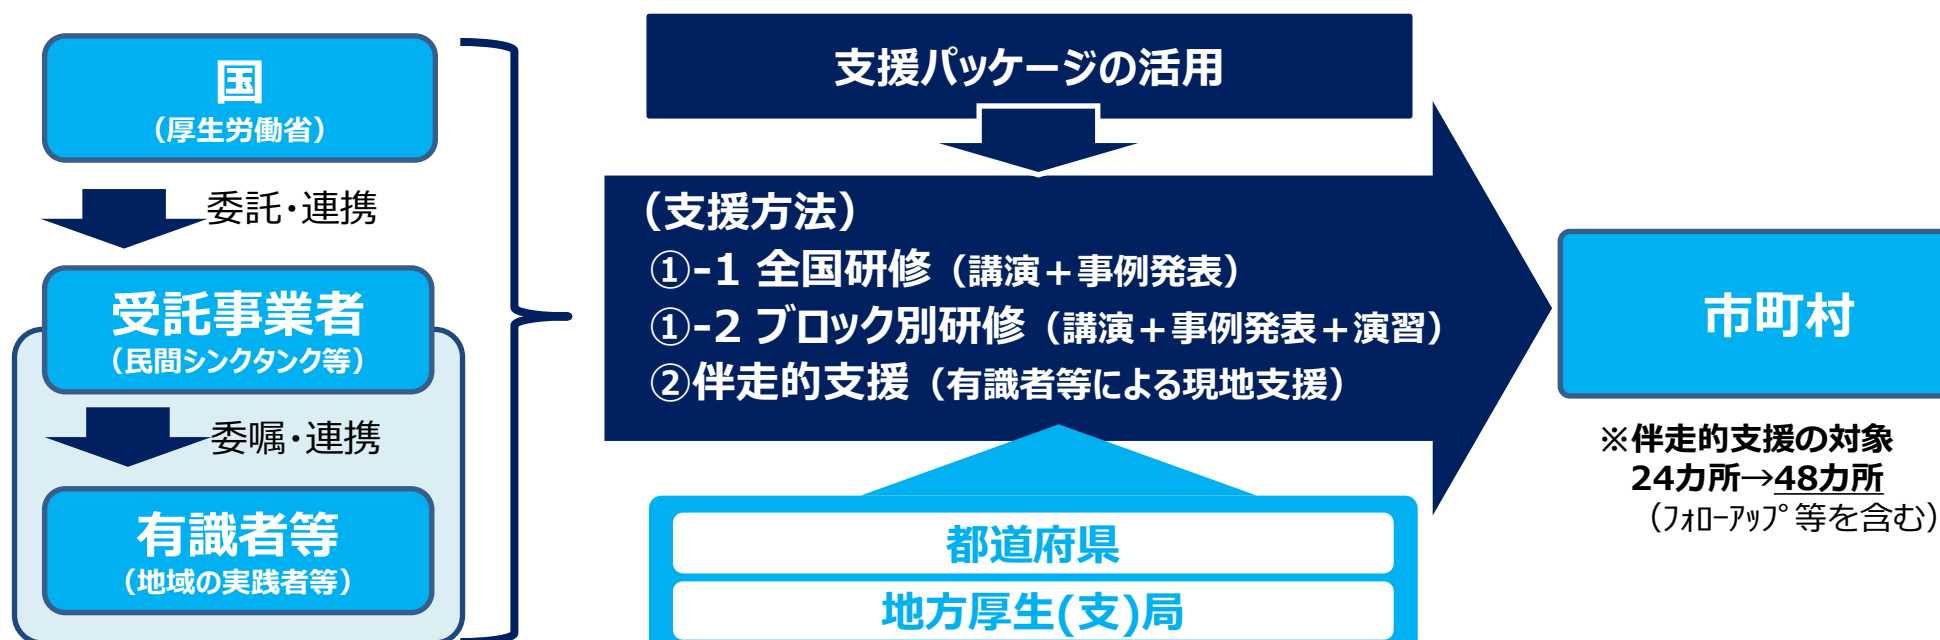 国
（厚生労働省）
委託・連携
受託事業者
（民間シンクタンク等）
委嘱・連携
有識者等
（地域の実践者等）
支援パッケージの活用
（支援方法）
①-1 全国研修（講演＋事例発表）
①-2 ブロック別研修（講演＋事例発表＋演習）
②伴走的支援（有識者等による現地支援）
都道府県
地方厚生(支)局
市町村
※伴走的支援の対象
24カ所→48カ所
（ﾌｫﾛｰｱｯﾌﾟ等を含む）